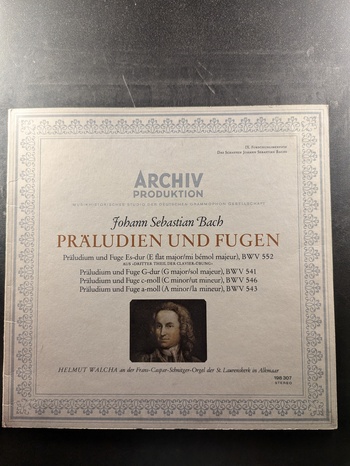 IX. FORSCHUNGSBEREICH
DAS SCHAFFEN JOHANN SEBASTIAN BACHS
ARCHIV
PRODUKTION
MUSIKHISTORISCHES STUDIO DER DEUTSCHEN GRAMMOPHON GESELLSCHAFT
Johann Sebastian Bach
PRÄLUDIEN UND FUGEN
Präludium und Fuge Es-dur (E flat major/mi bémol majeur), BWV 552
AUS »DRITTER THEIL DER CLAVIER-ÜBUNG«
Präludium und Fuge G-dur (G major/sol majeur), BWV 541
Präludium und Fuge c-moll (C minor/ut mineur), BWV 546
Präludium und Fuge a-moll (A minor/la mineur), BWV 543
HELMUT WALCHA an der Frans-Caspar-Schnitger-Orgel der St. Laurenskerk in Alkmaar
198 307
STEREO